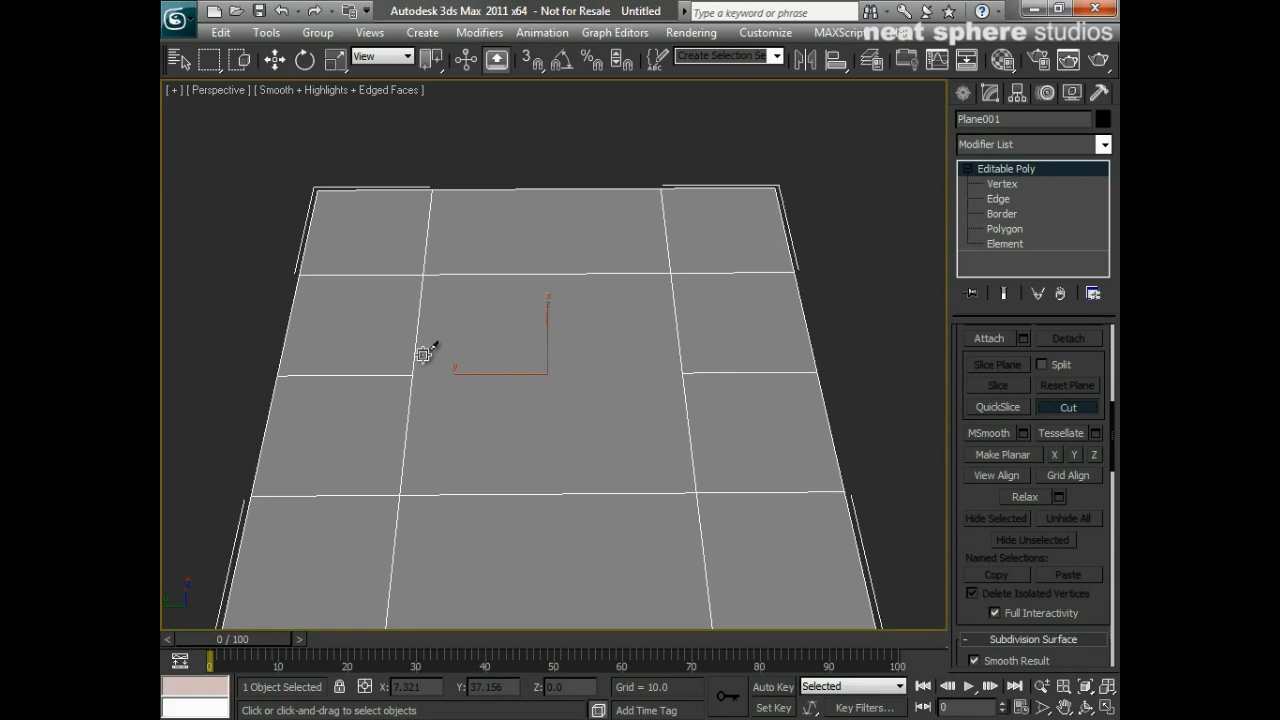 Autodesk 3ds Max 2011 x64 - Not for Resale Untitled
Type a keyword or phrase
Edit Tools Group Views Create Modifiers Animation Graph Editors Rendering Customize MAXScript
neat sphere studios
View
Create Selection Se
[ + ] [ Perspective ] [ Smooth + Highlights + Edged Faces ]
Plane001
Modifier List
Editable Poly
Vertex
Edge
Border
Polygon
Element
x
y
Attach Detach
Slice Plane Split
Slice Reset Plane
QuickSlice Cut
MSmooth Tessellate
Make Planar X Y Z
View Align Grid Align
Relax
Hide Selected Unhide All
Hide Unselected
Named Selections:
Copy Paste
Delete Isolated Vertices
Full Interactivity
- Subdivision Surface
Smooth Result
< 0 / 100 >
0 10 20 30 40 50 60 70 80 90 100
1 Object Selected X: 7.321 Y: 37.156 Z: 0.0 Grid = 10.0 Auto Key Selected
Click or click-and-drag to select objects Add Time Tag Set Key Key Filters... 0